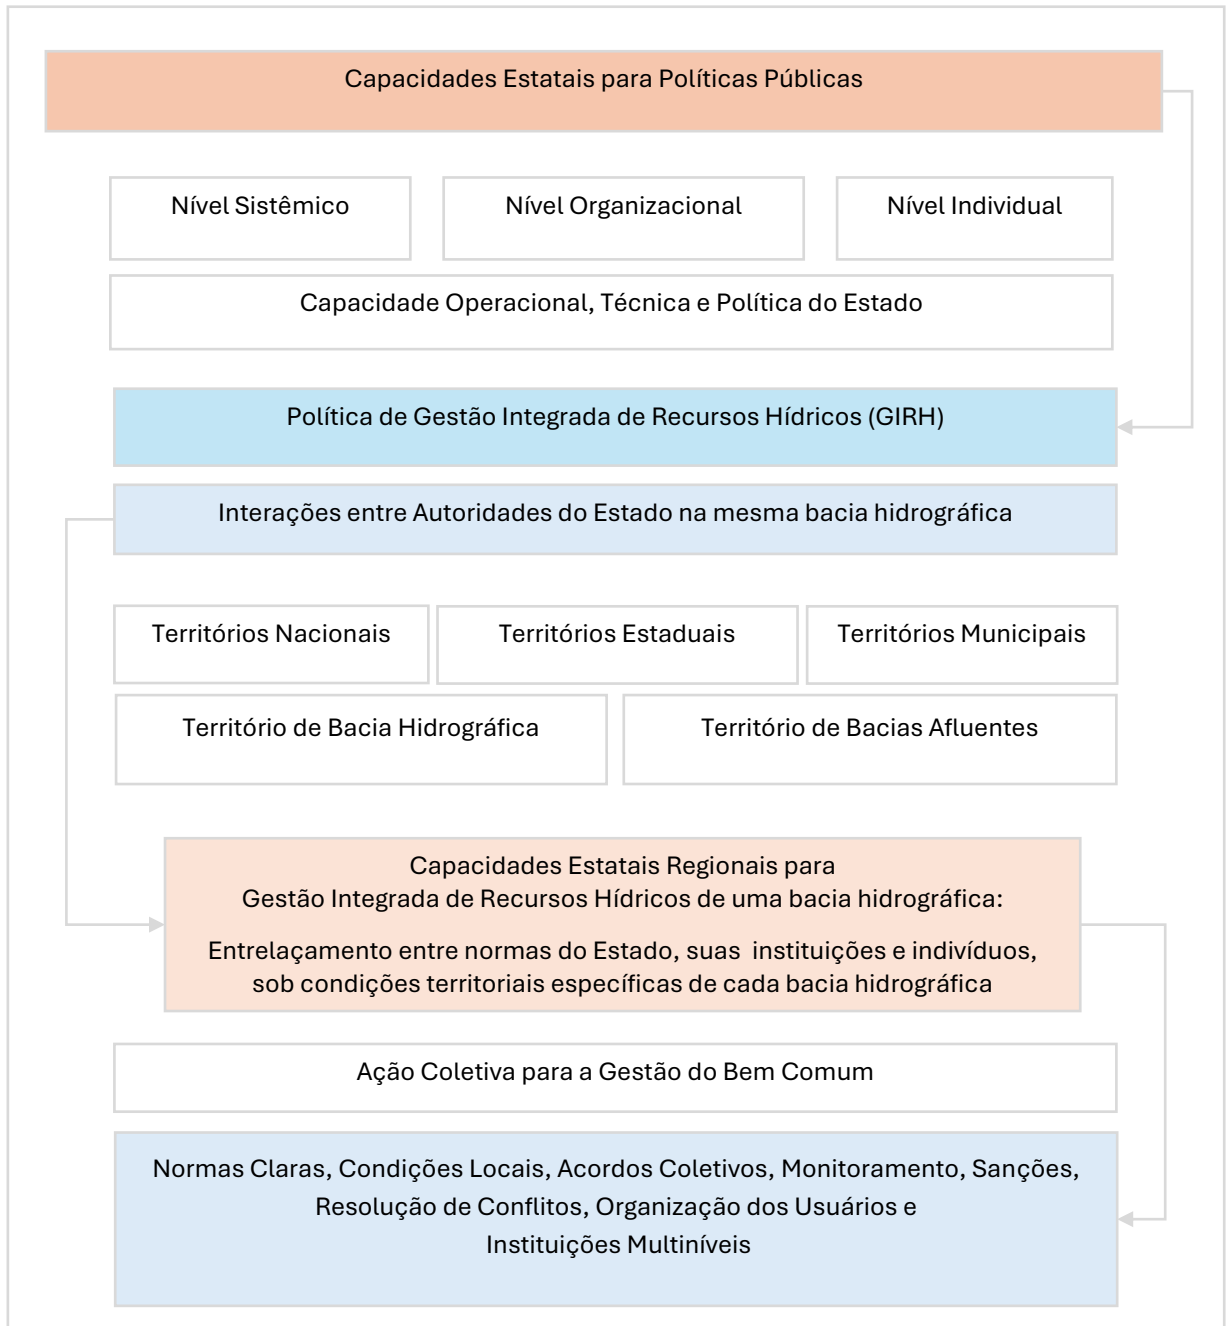 Capacidades Estatais para Políticas Públicas
Nível Sistêmico
Nível Organizacional
Nível Individual
Capacidade Operacional, Técnica e Política do Estado
Política de Gestão Integrada de Recursos Hídricos (GIRH)
Interações entre Autoridades do Estado na mesma bacia hidrográfica
Territórios Nacionais
Territórios Estaduais
Territórios Municipais
Território de Bacia Hidrográfica
Território de Bacias Afluentes
Capacidades Estatais Regionais para
Gestão Integrada de Recursos Hídricos de uma bacia hidrográfica:
Entrelaçamento entre normas do Estado, suas instituições e indivíduos,
sob condições territoriais específicas de cada bacia hidrográfica
Ação Coletiva para a Gestão do Bem Comum
Normas Claras, Condições Locais, Acordos Coletivos, Monitoramento, Sanções,
Resolução de Conflitos, Organização dos Usuários e
Instituições Multiníveis